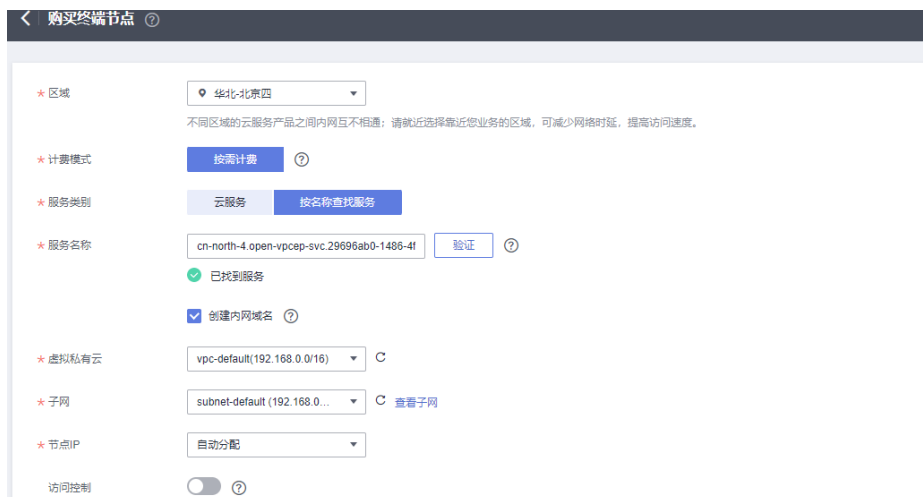 购买终端节点
* 区域
华北-北京四
不同区域的云服务产品之间内网互不相通；请就近选择靠近您业务的区域，可减少网络时延，提高访问速度。
* 计费模式
按需计费
* 服务类别
云服务
按名称查找服务
* 服务名称
cn-north-4.open-vpcep-svc.29696ab0-1486-4f
验证
已找到服务
创建内网域名
* 虚拟私有云
vpc-default(192.168.0.0/16)
* 子网
subnet-default (192.168.0...
查看子网
* 节点IP
自动分配
访问控制